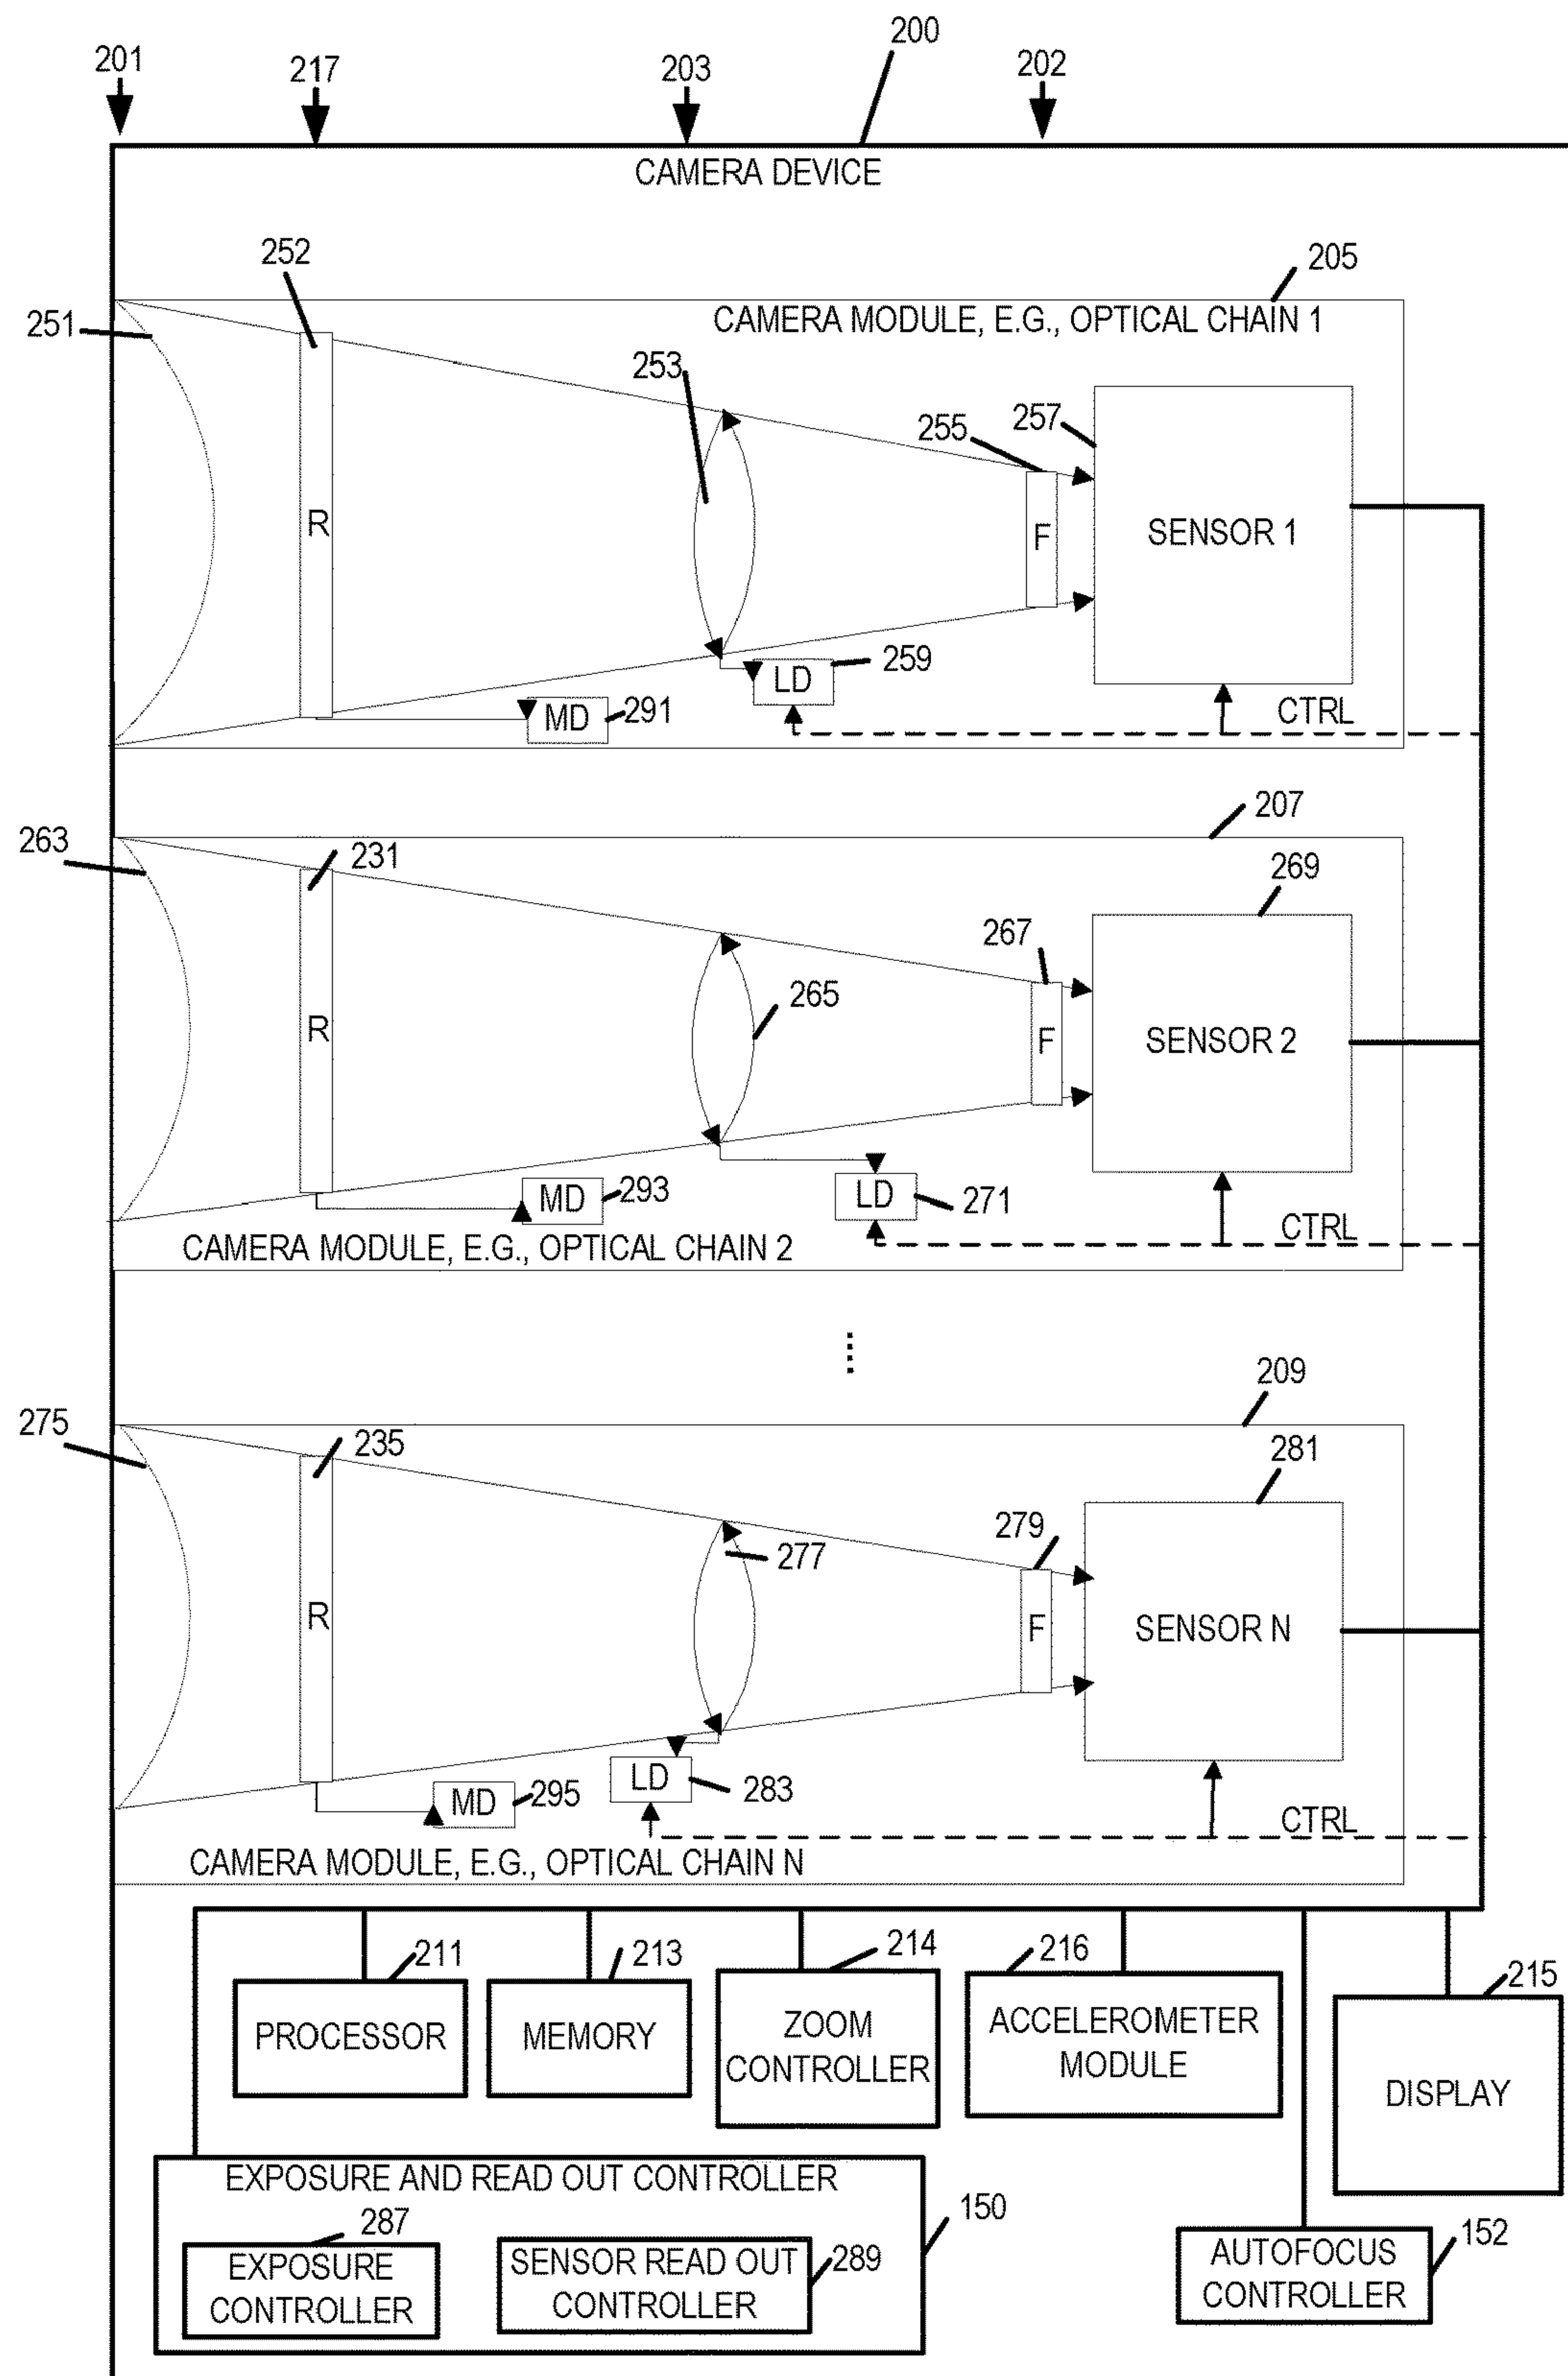 200
201
217
203
202
CAMERA DEVICE
252
205
251
CAMERA MODULE, E.G., OPTICAL CHAIN 1
253
255
257
R
F
SENSOR 1
259
LD
MD
291
CTRL
207
263
231
269
267
265
R
F
SENSOR 2
MD
293
LD
271
CTRL
CAMERA MODULE, E.G., OPTICAL CHAIN 2
209
275
235
281
279
277
R
F
SENSOR N
LD
283
MD
295
CTRL
CAMERA MODULE, E.G., OPTICAL CHAIN N
211
213
214
216
215
PROCESSOR
MEMORY
ZOOM
CONTROLLER
ACCELEROMETER
MODULE
DISPLAY
EXPOSURE AND READ OUT CONTROLLER
150
287
EXPOSURE
CONTROLLER
SENSOR READ OUT
CONTROLLER
289
AUTOFOCUS
CONTROLLER
152